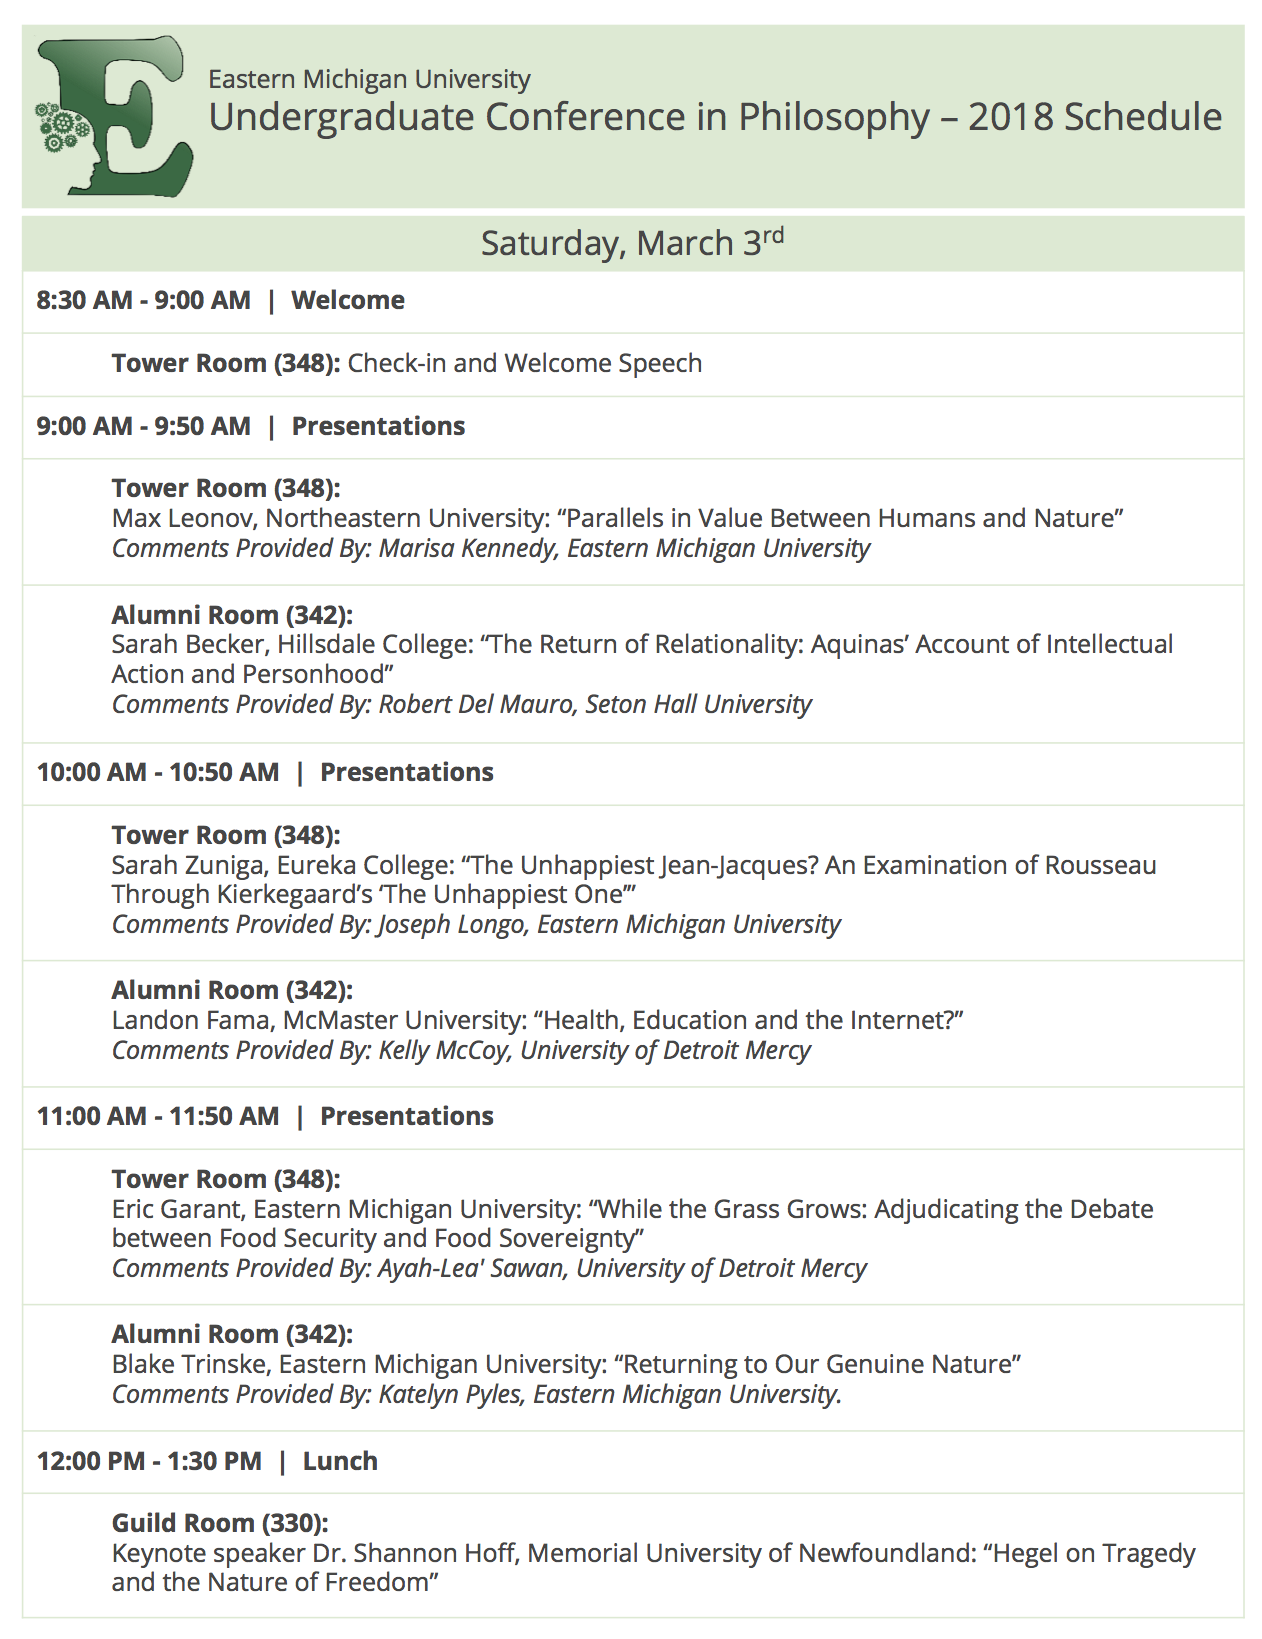 Eastern Michigan University
Undergraduate Conference in Philosophy – 2018 Schedule
Saturday, March 3rd
8:30 AM - 9:00 AM | Welcome
Tower Room (348): Check-in and Welcome Speech
9:00 AM - 9:50 AM | Presentations
Tower Room (348):
Max Leonov, Northeastern University: “Parallels in Value Between Humans and Nature”
Comments Provided By: Marisa Kennedy, Eastern Michigan University
Alumni Room (342):
Sarah Becker, Hillsdale College: “The Return of Relationality: Aquinas’ Account of Intellectual
Action and Personhood”
Comments Provided By: Robert Del Mauro, Seton Hall University
10:00 AM - 10:50 AM | Presentations
Tower Room (348):
Sarah Zuniga, Eureka College: “The Unhappiest Jean-Jacques? An Examination of Rousseau
Through Kierkegaard’s ‘The Unhappiest One’”
Comments Provided By: Joseph Longo, Eastern Michigan University
Alumni Room (342):
Landon Fama, McMaster University: “Health, Education and the Internet?”
Comments Provided By: Kelly McCoy, University of Detroit Mercy
11:00 AM - 11:50 AM | Presentations
Tower Room (348):
Eric Garant, Eastern Michigan University: “While the Grass Grows: Adjudicating the Debate
between Food Security and Food Sovereignty”
Comments Provided By: Ayah-Lea' Sawan, University of Detroit Mercy
Alumni Room (342):
Blake Trinske, Eastern Michigan University: “Returning to Our Genuine Nature”
Comments Provided By: Katelyn Pyles, Eastern Michigan University.
12:00 PM - 1:30 PM | Lunch
Guild Room (330):
Keynote speaker Dr. Shannon Hoff, Memorial University of Newfoundland: “Hegel on Tragedy
and the Nature of Freedom”